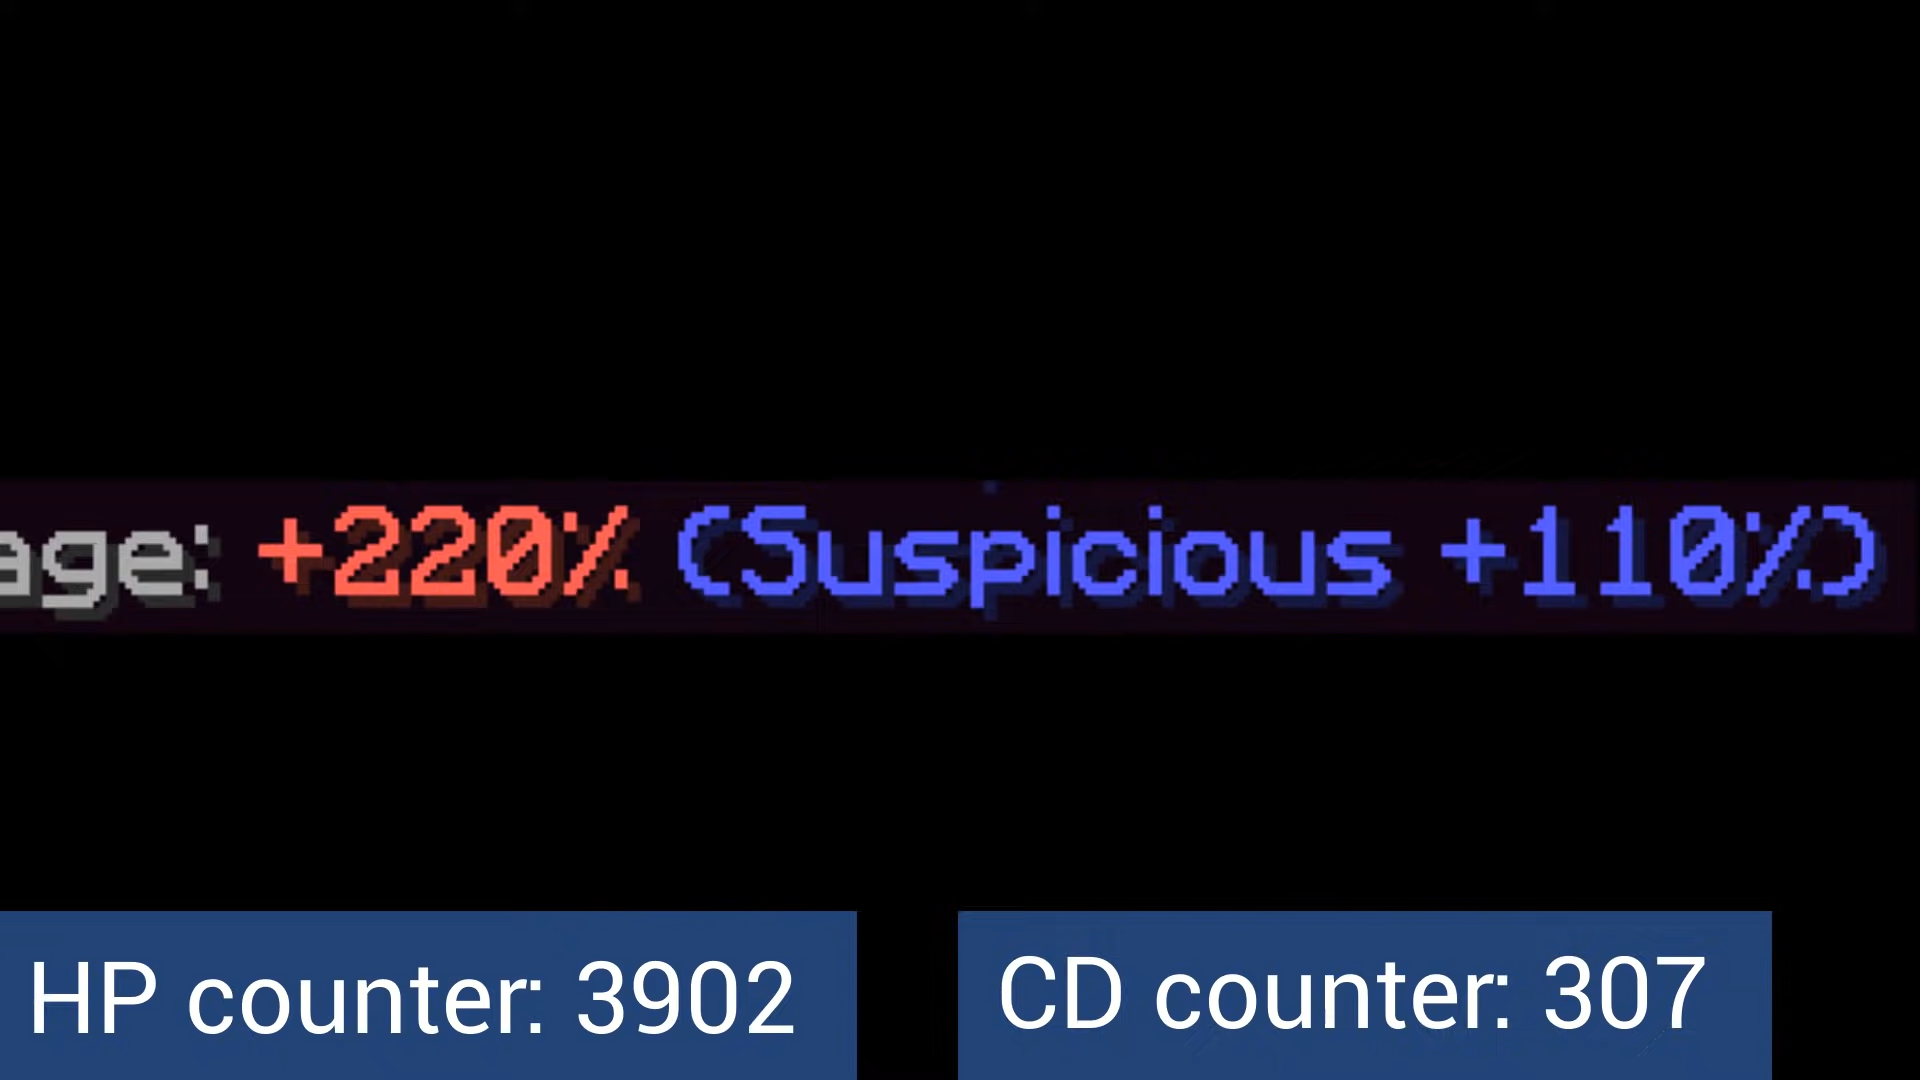 age: +220% (Suspicious +110%)
HP counter: 3902
CD counter: 307